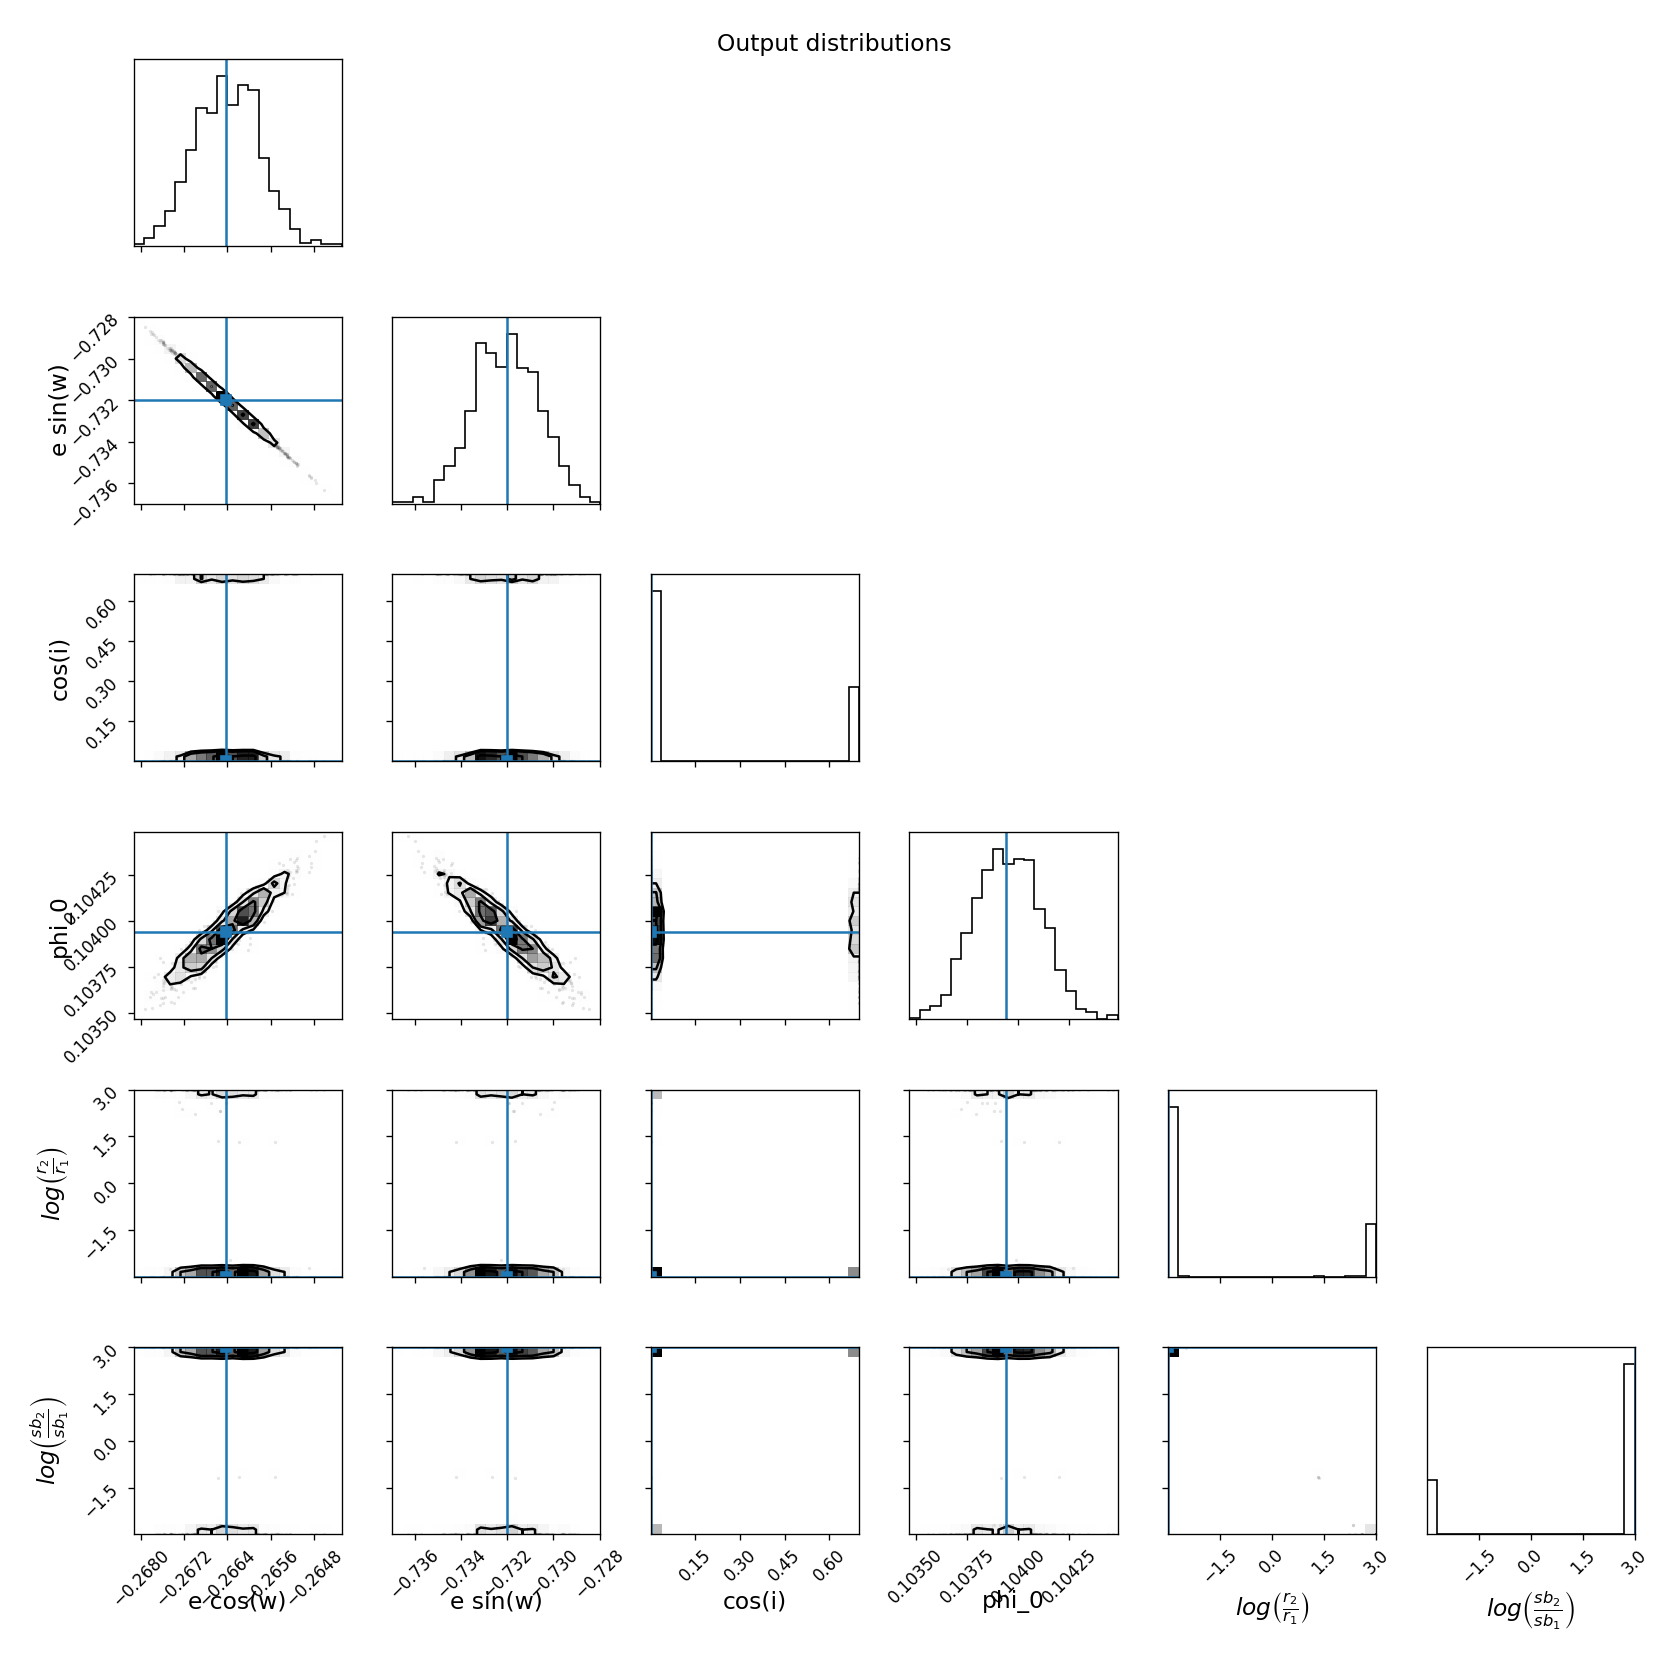 Output distributions
e sin(w)
−0.728
−0.730
−0.732
−0.734
−0.736
cos(i)
0.60
0.45
0.30
0.15
phi_0
0.10425
0.10400
0.10375
0.10350
log(r₂/r₁)
3.0
1.5
0.0
−1.5
log(sb₂/sb₁)
3.0
1.5
0.0
−1.5
−0.2680 −0.2672 −0.2664 −0.2656 −0.2648
e cos(w)
−0.736 −0.734 −0.732 −0.730 −0.728
e sin(w)
0.15 0.30 0.45 0.60
cos(i)
0.10350 0.10375 0.10400 0.10425
phi_0
−1.5 0.0 1.5 3.0
log(r₂/r₁)
−1.5 0.0 1.5 3.0
log(sb₂/sb₁)